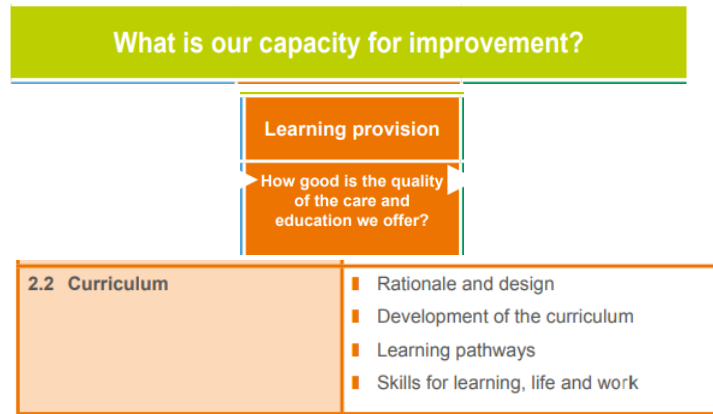 What is our capacity for improvement?
Learning provision
How good is the quality
of the care and
education we offer?
2.2 Curriculum
Rationale and design
Development of the curriculum
Learning pathways
Skills for learning, life and work